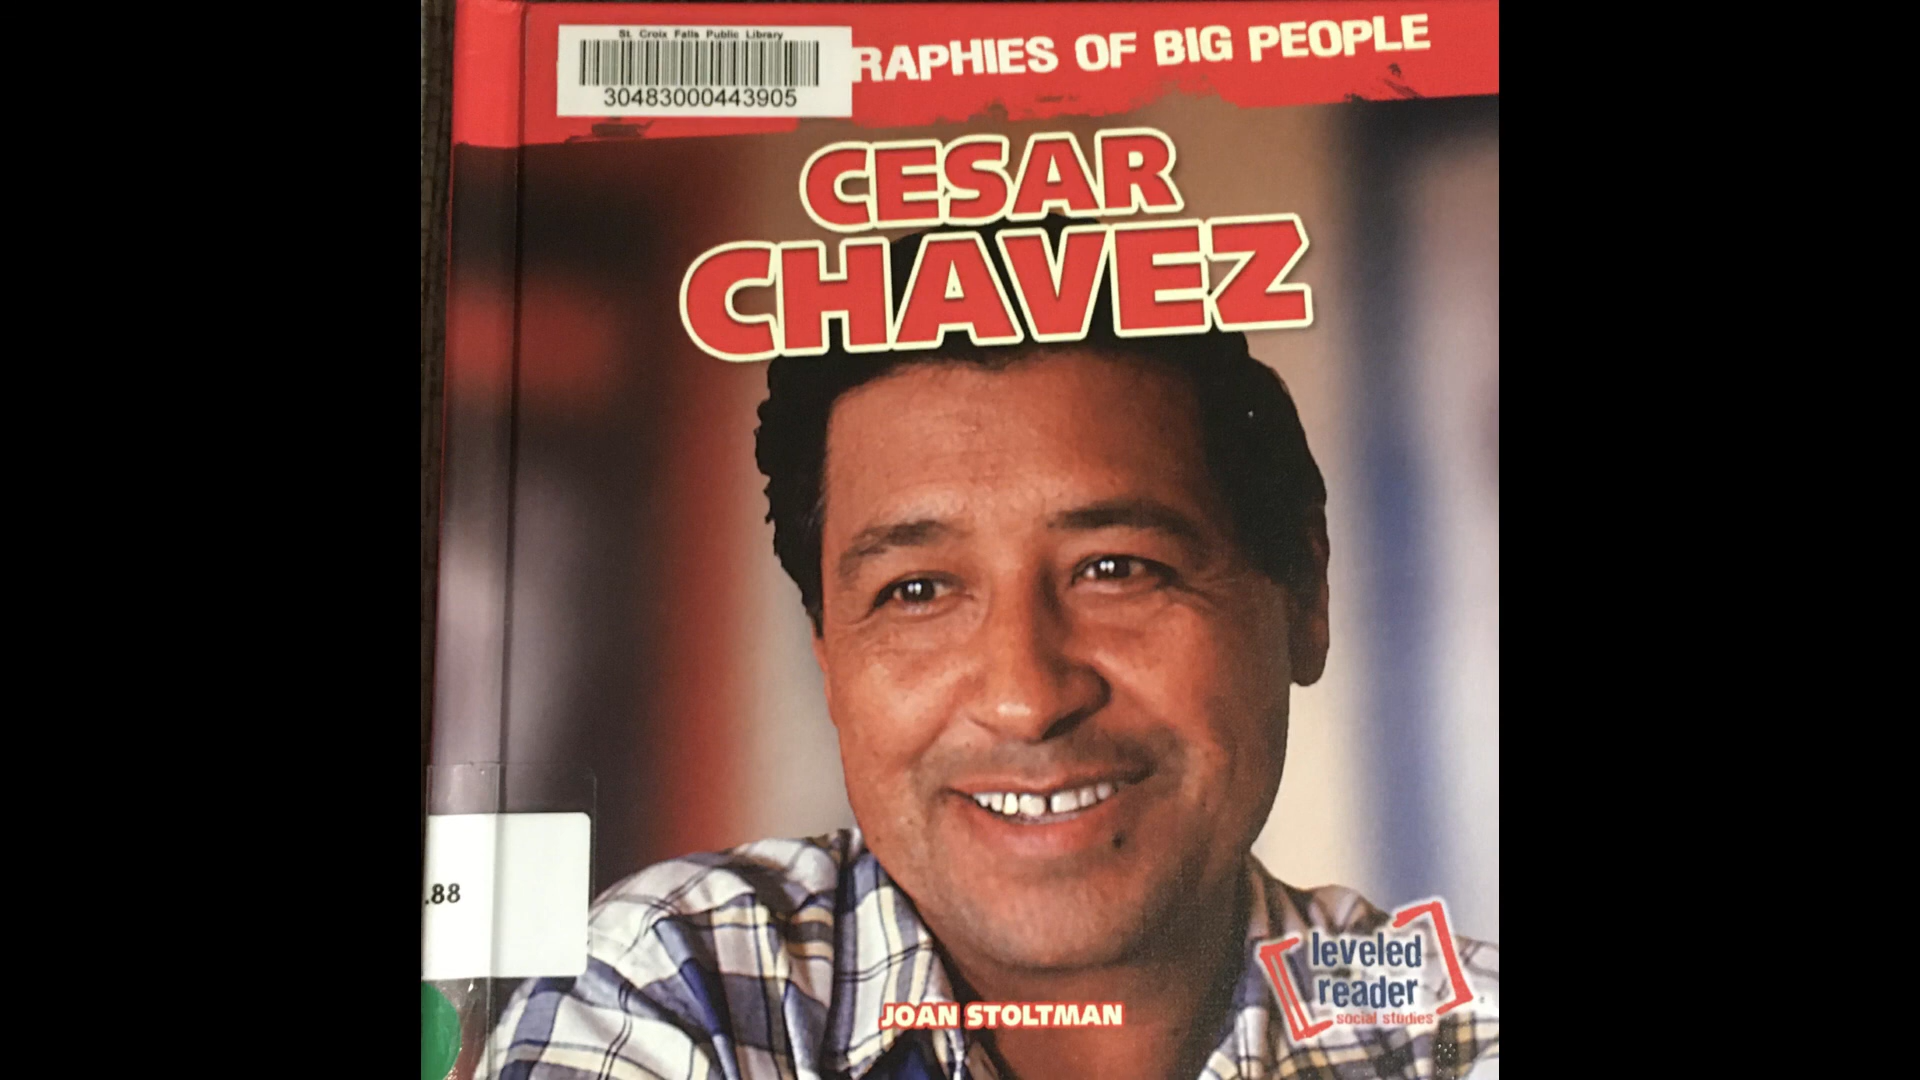 St. Croix Falls Public Library
30483000443905
RAPHIES OF BIG PEOPLE
CESAR
CHAVEZ
.88
JOAN STOLTMAN
leveled
reader
social studies